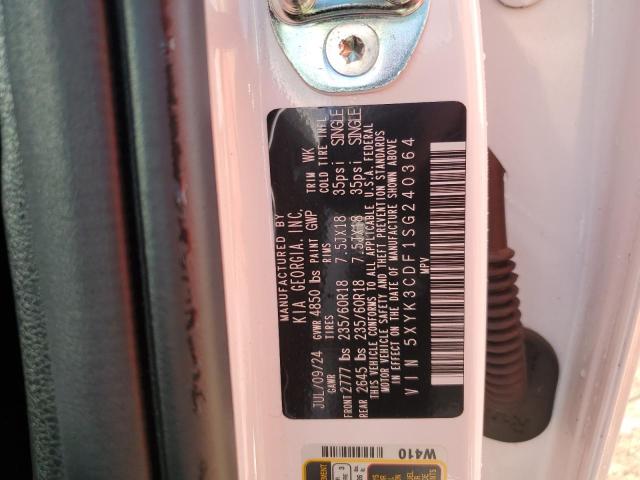 MANUFACTURED BY
KIA GEORGIA, INC.
JUL/09/24 GVWR 4850 lbs PAINT GWP TRIM WK
GAWR TIRES RIMS COLD TIRE INFL
FRONT 2777 lbs 235/60R18 7.5JX18 35psi SINGLE
REAR 2645 lbs 235/60R18 7.5JX18 35psi SINGLE
THIS VEHICLE CONFORMS TO ALL APPLICABLE U.S.A. FEDERAL
MOTOR VEHICLE SAFETY AND THEFT PREVENTION STANDARDS
IN EFFECT ON THE DATE OF MANUFACTURE SHOWN ABOVE
VIN 5XYK3CDF1SG240364
MPV
W410